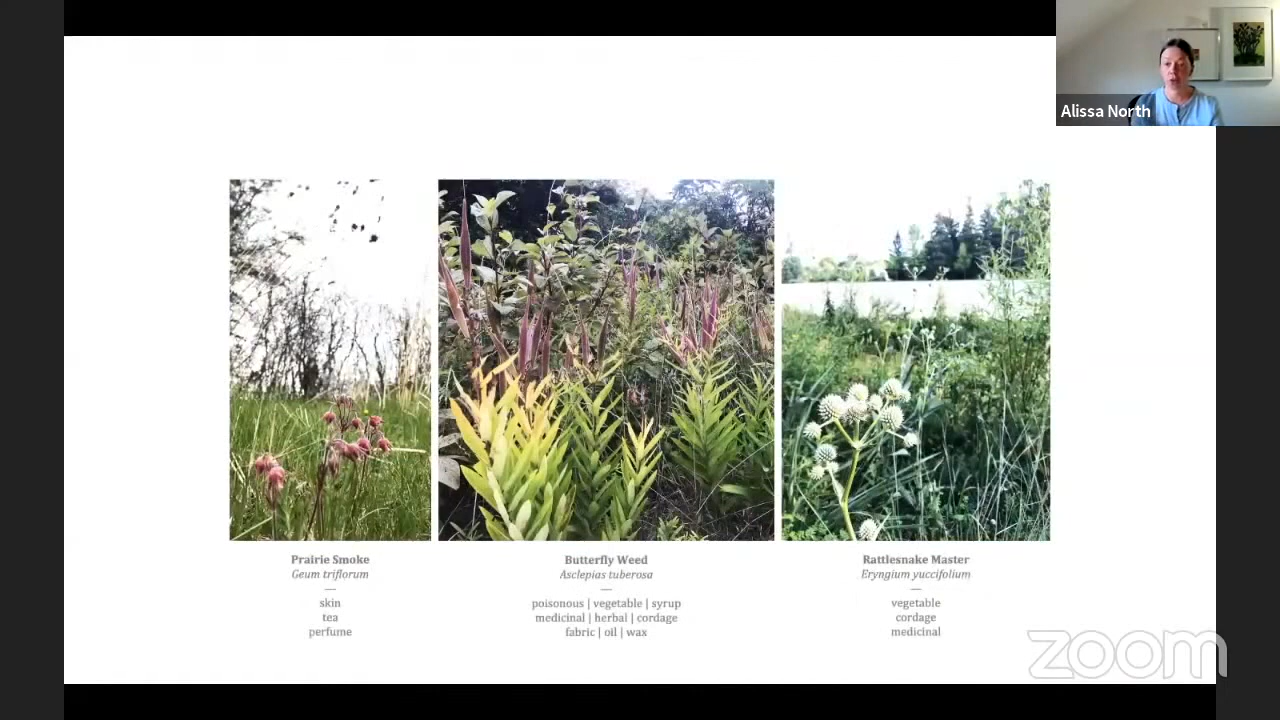 Alissa North
Prairie Smoke
Geum triflorum
—
skin
tea
perfume
Butterfly Weed
Asclepias tuberosa
—
poisonous | vegetable | syrup
medicinal | herbal | cordage
fabric | oil | wax
Rattlesnake Master
Eryngium yuccifolium
—
vegetable
cordage
medicinal
zoom